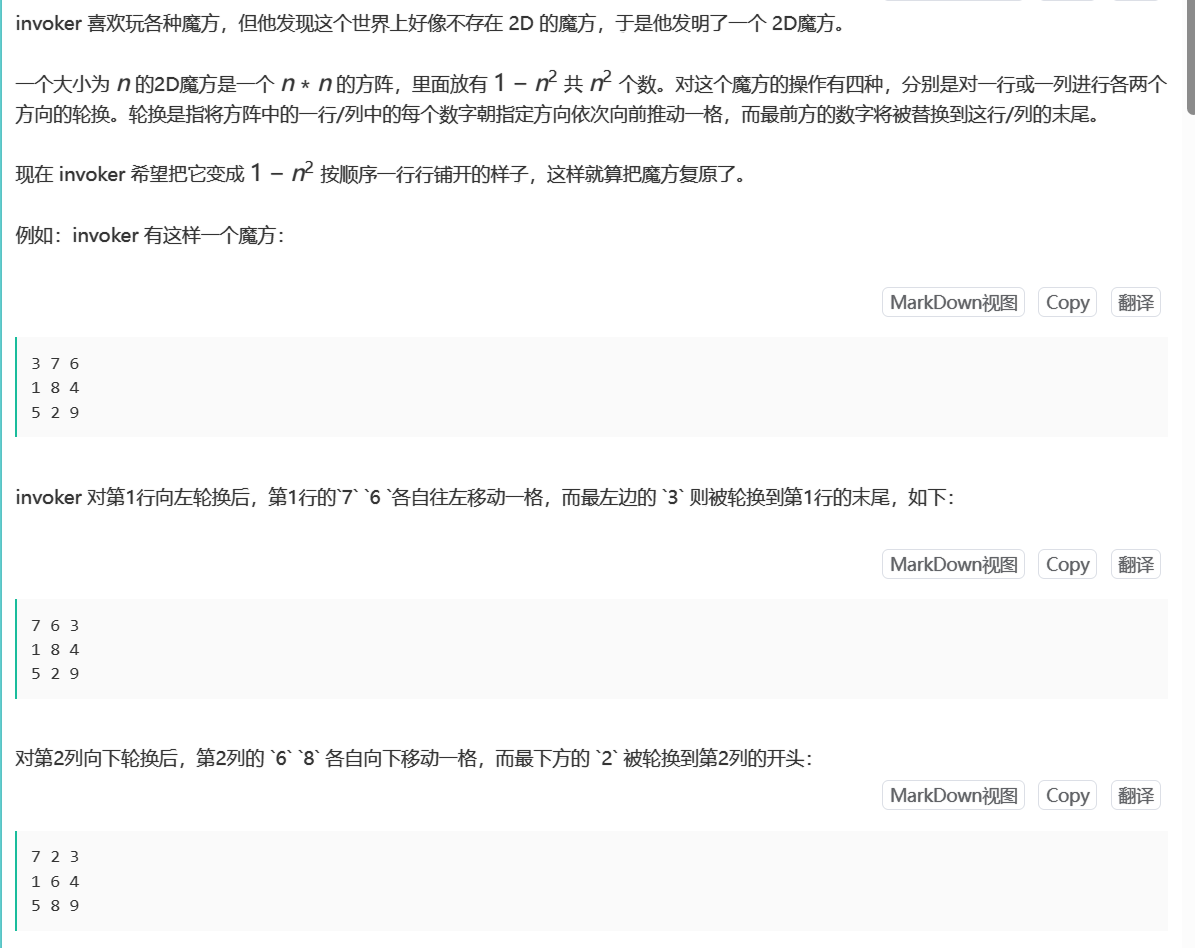 invoker 喜欢玩各种魔方，但他发现这个世界上好像不存在 2D 的魔方，于是他发明了一个 2D魔方。
一个大小为 n 的2D魔方是一个 n * n 的方阵，里面放有 1 − n² 共 n² 个数。对这个魔方的操作有四种，分别是对一行或一列进行各两个
方向的轮换。轮换是指将方阵中的一行/列中的每个数字朝指定方向依次向前推动一格，而最前方的数字将被替换到这行/列的末尾。
现在 invoker 希望把它变成 1 − n² 按顺序一行行铺开的样子，这样就算把魔方复原了。
例如：invoker 有这样一个魔方：
MarkDown视图 Copy 翻译
3 7 6
1 8 4
5 2 9
invoker 对第1行向左轮换后，第1行的`7` `6 `各自往左移动一格，而最左边的 `3` 则被轮换到第1行的末尾，如下：
MarkDown视图 Copy 翻译
7 6 3
1 8 4
5 2 9
对第2列向下轮换后，第2列的 `6` `8` 各自向下移动一格，而最下方的 `2` 被轮换到第2列的开头：
MarkDown视图 Copy 翻译
7 2 3
1 6 4
5 8 9